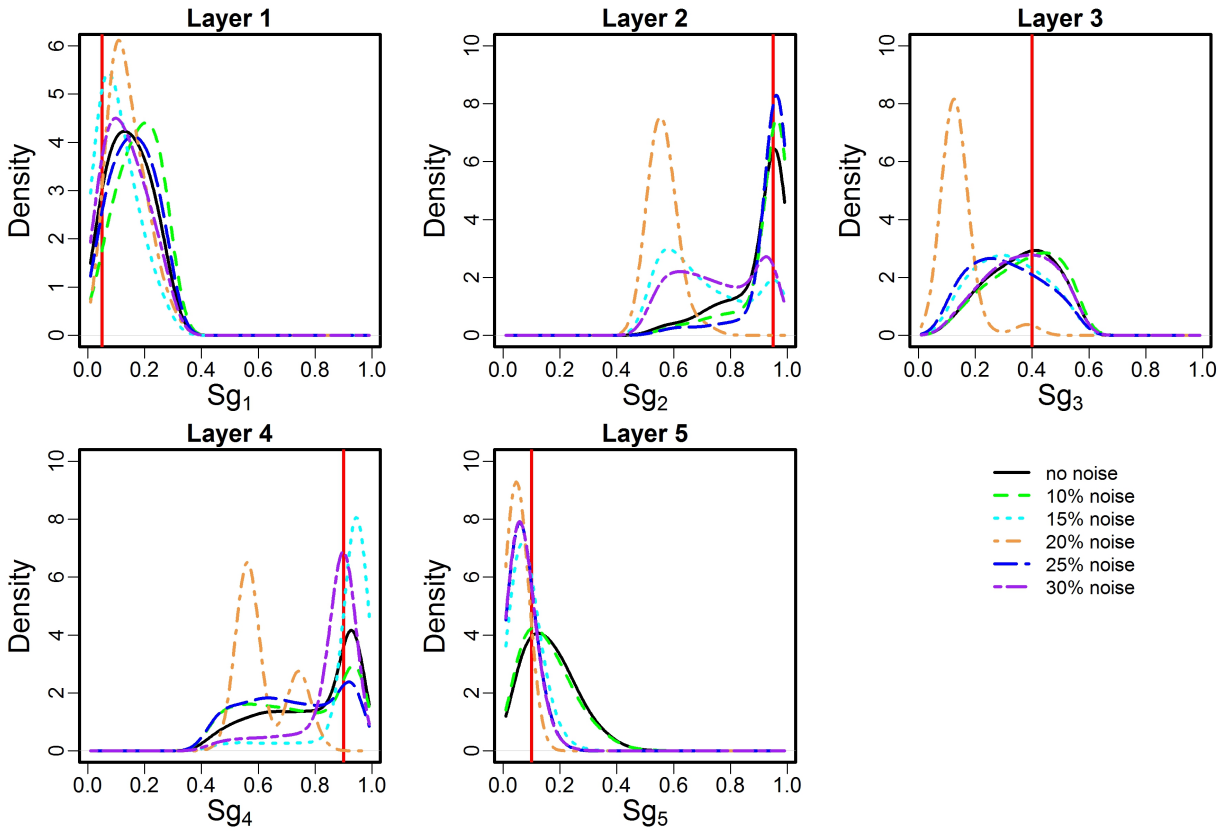 Layer 1
Density
0 1 2 3 4 5 6
0.0 0.2 0.4 0.6 0.8 1.0
Sg1
Layer 2
Density
0 2 4 6 8 10
0.0 0.2 0.4 0.6 0.8 1.0
Sg2
Layer 3
Density
0 2 4 6 8 10
0.0 0.2 0.4 0.6 0.8 1.0
Sg3
Layer 4
Density
0 2 4 6 8 10
0.0 0.2 0.4 0.6 0.8 1.0
Sg4
Layer 5
Density
0 2 4 6 8 10
0.0 0.2 0.4 0.6 0.8 1.0
Sg5
no noise
10% noise
15% noise
20% noise
25% noise
30% noise